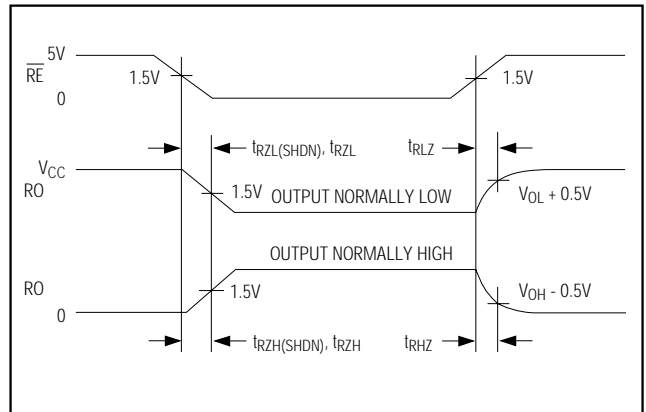 5V
RE
1.5V
1.5V
0
tRZL(SHDN), tRZL
tRLZ
VCC
RO
1.5V
OUTPUT NORMALLY LOW
VOL + 0.5V
OUTPUT NORMALLY HIGH
RO
1.5V
VOH - 0.5V
0
tRZH(SHDN), tRZH
tRHZ